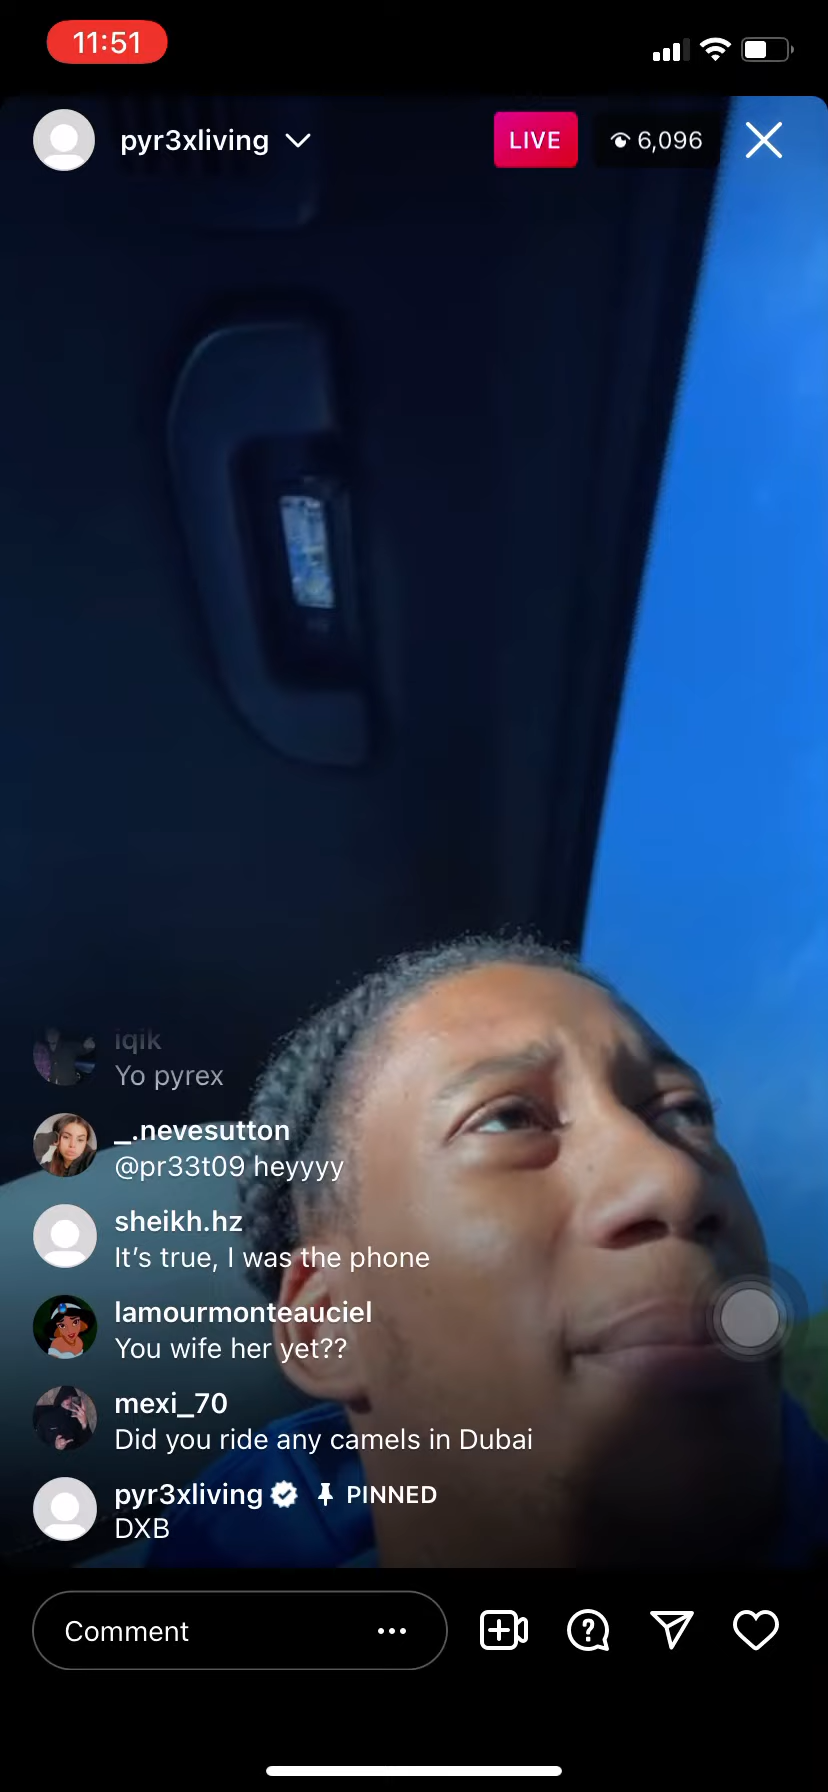 11:51
pyr3xliving
LIVE
6,096
iqik
Yo pyrex
_.nevesutton
@pr33t09 heyyyy
sheikh.hz
It's true, I was the phone
lamourmonteauciel
You wife her yet??
mexi_70
Did you ride any camels in Dubai
pyr3xliving PINNED
DXB
Comment